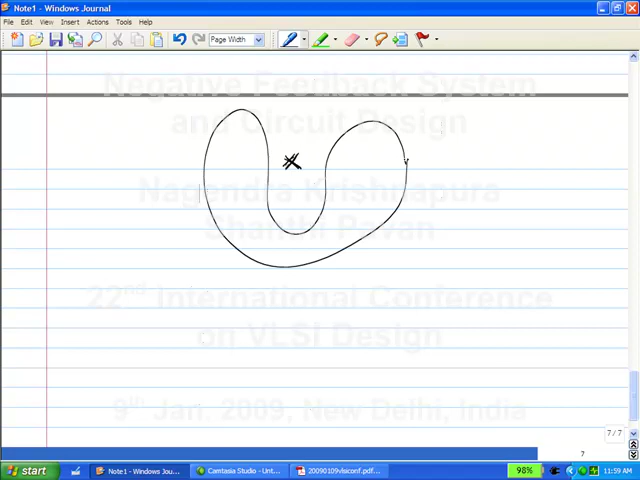 Note1 - Windows Journal
File Edit View Insert Actions Tools Help
Page Width
Negative Feedback System
and Circuit Design
Nagendra Krishnapura
Shanthi Pavan
22nd International Conference
on VLSI Design
9th Jan. 2009, New Delhi, India
7/7
7
start
Note1 - Windows Jou...
Camtasia Studio - Unt...
20090109vlsiconf.pdf...
98%
11:59 AM